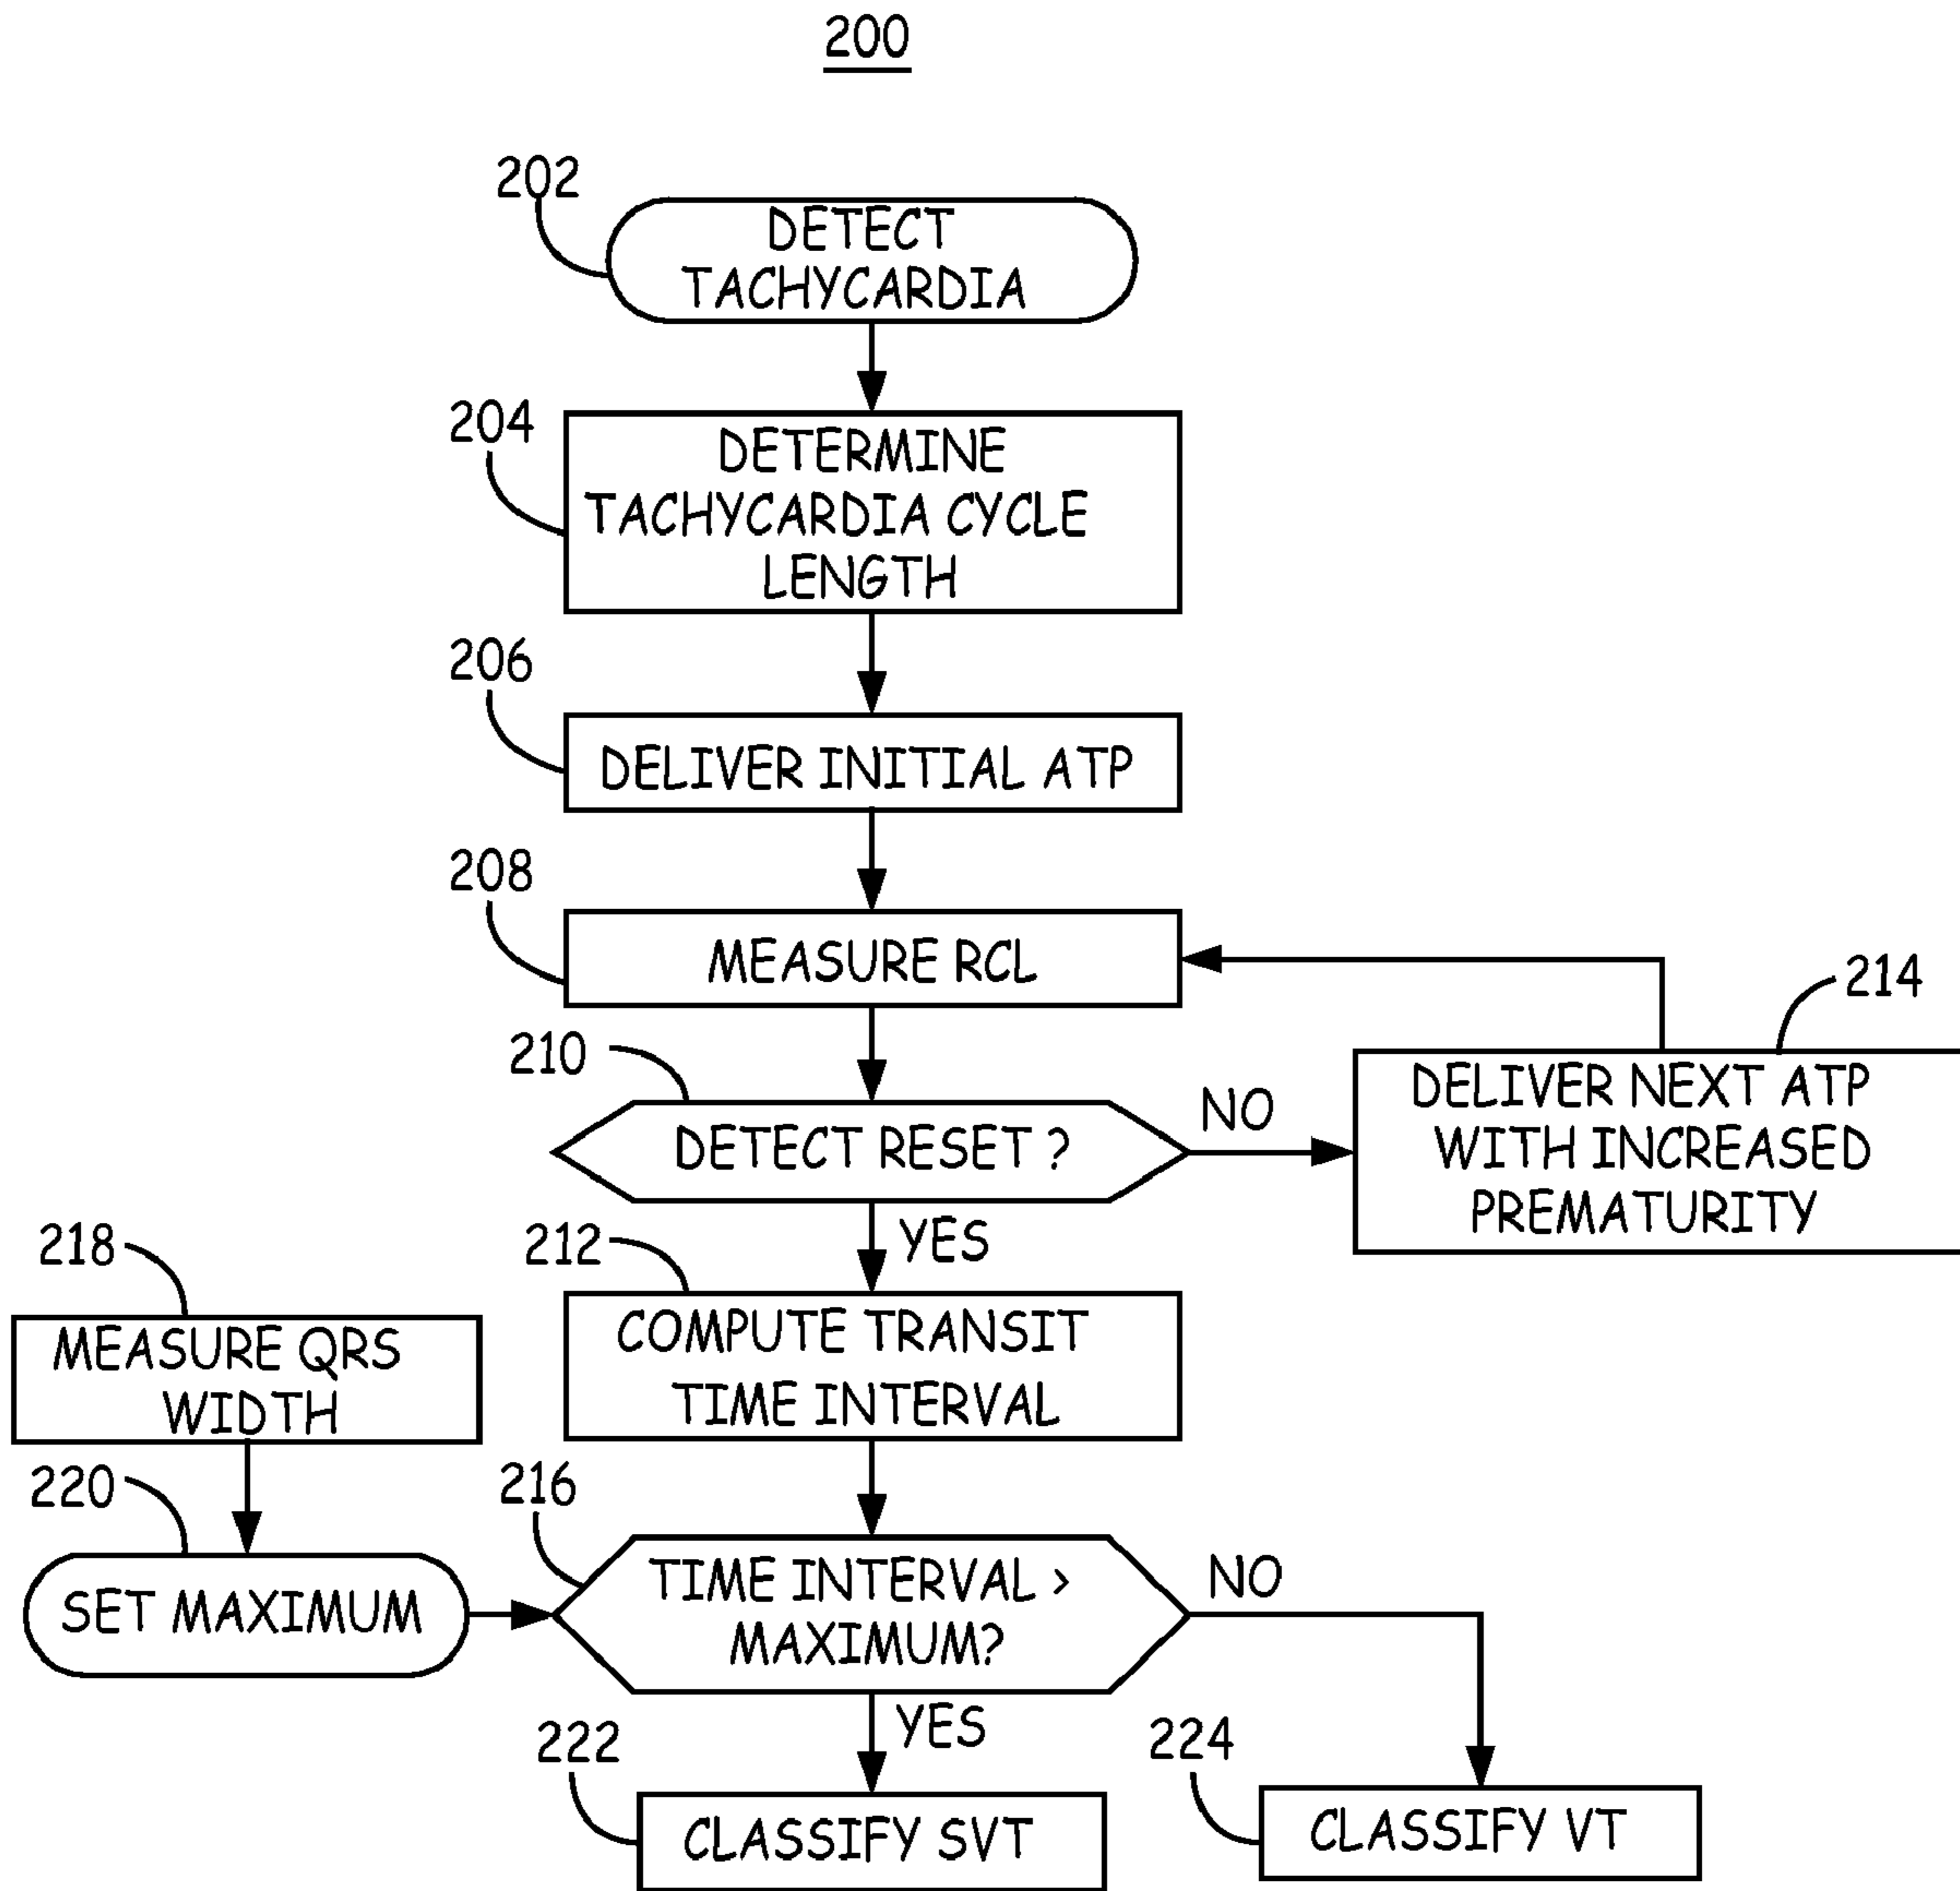 200
202
DETECT
TACHYCARDIA
204
DETERMINE
TACHYCARDIA CYCLE
LENGTH
206
DELIVER INITIAL ATP
208
MEASURE RCL
210
DETECT RESET ?
NO
214
DELIVER NEXT ATP
WITH INCREASED
PREMATURITY
YES
212
COMPUTE TRANSIT
TIME INTERVAL
218
MEASURE QRS
WIDTH
220
SET MAXIMUM
216
TIME INTERVAL >
MAXIMUM?
NO
YES
222
CLASSIFY SVT
224
CLASSIFY VT